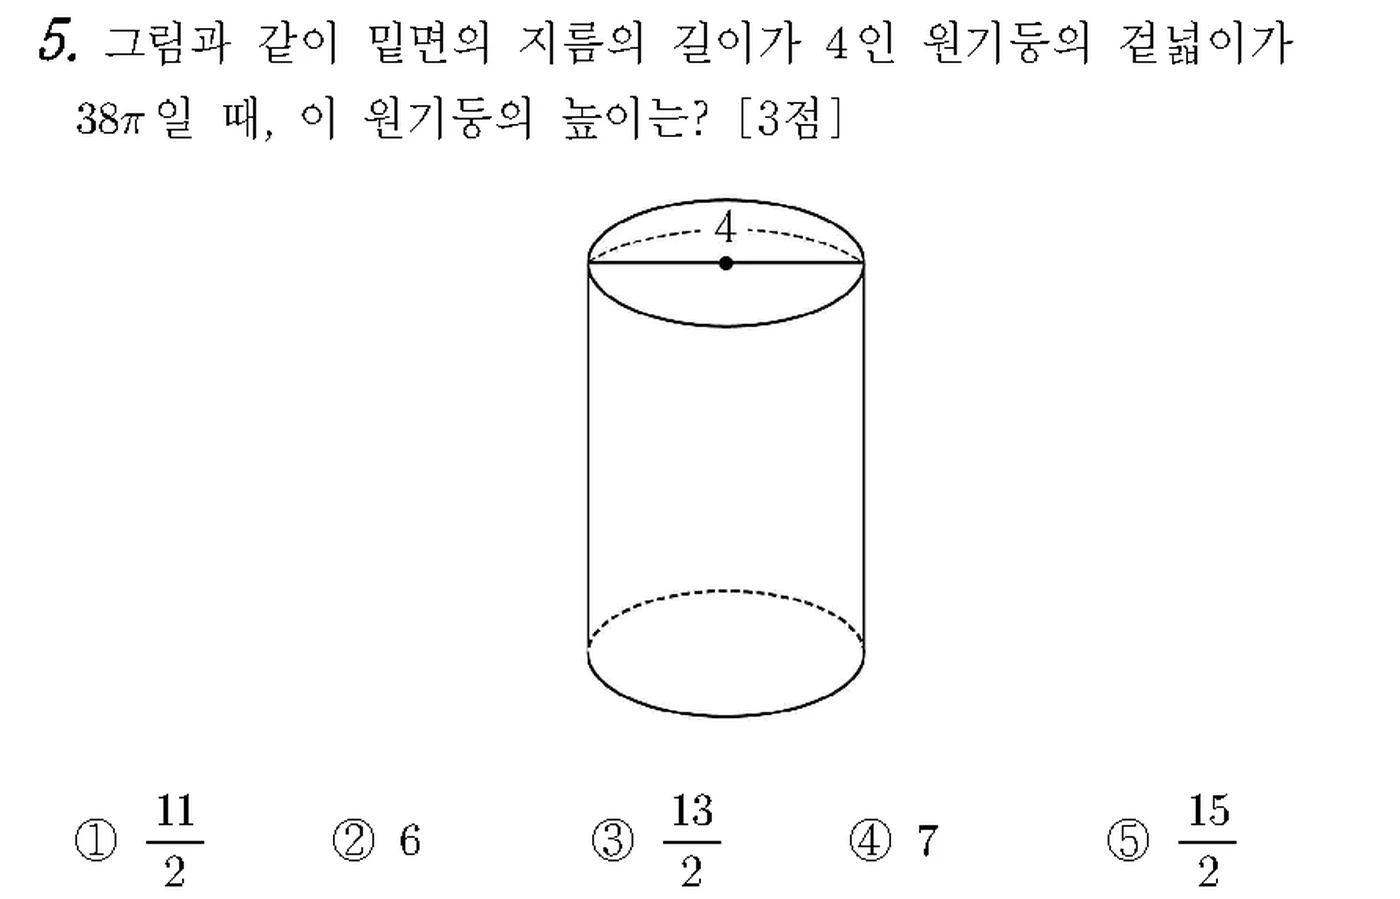 5. 그림과 같이 밑면의 지름의 길이가 4인 원기둥의 겉넓이가
38π일 때, 이 원기둥의 높이는? [3점]
4
① 11/2 ② 6 ③ 13/2 ④ 7 ⑤ 15/2